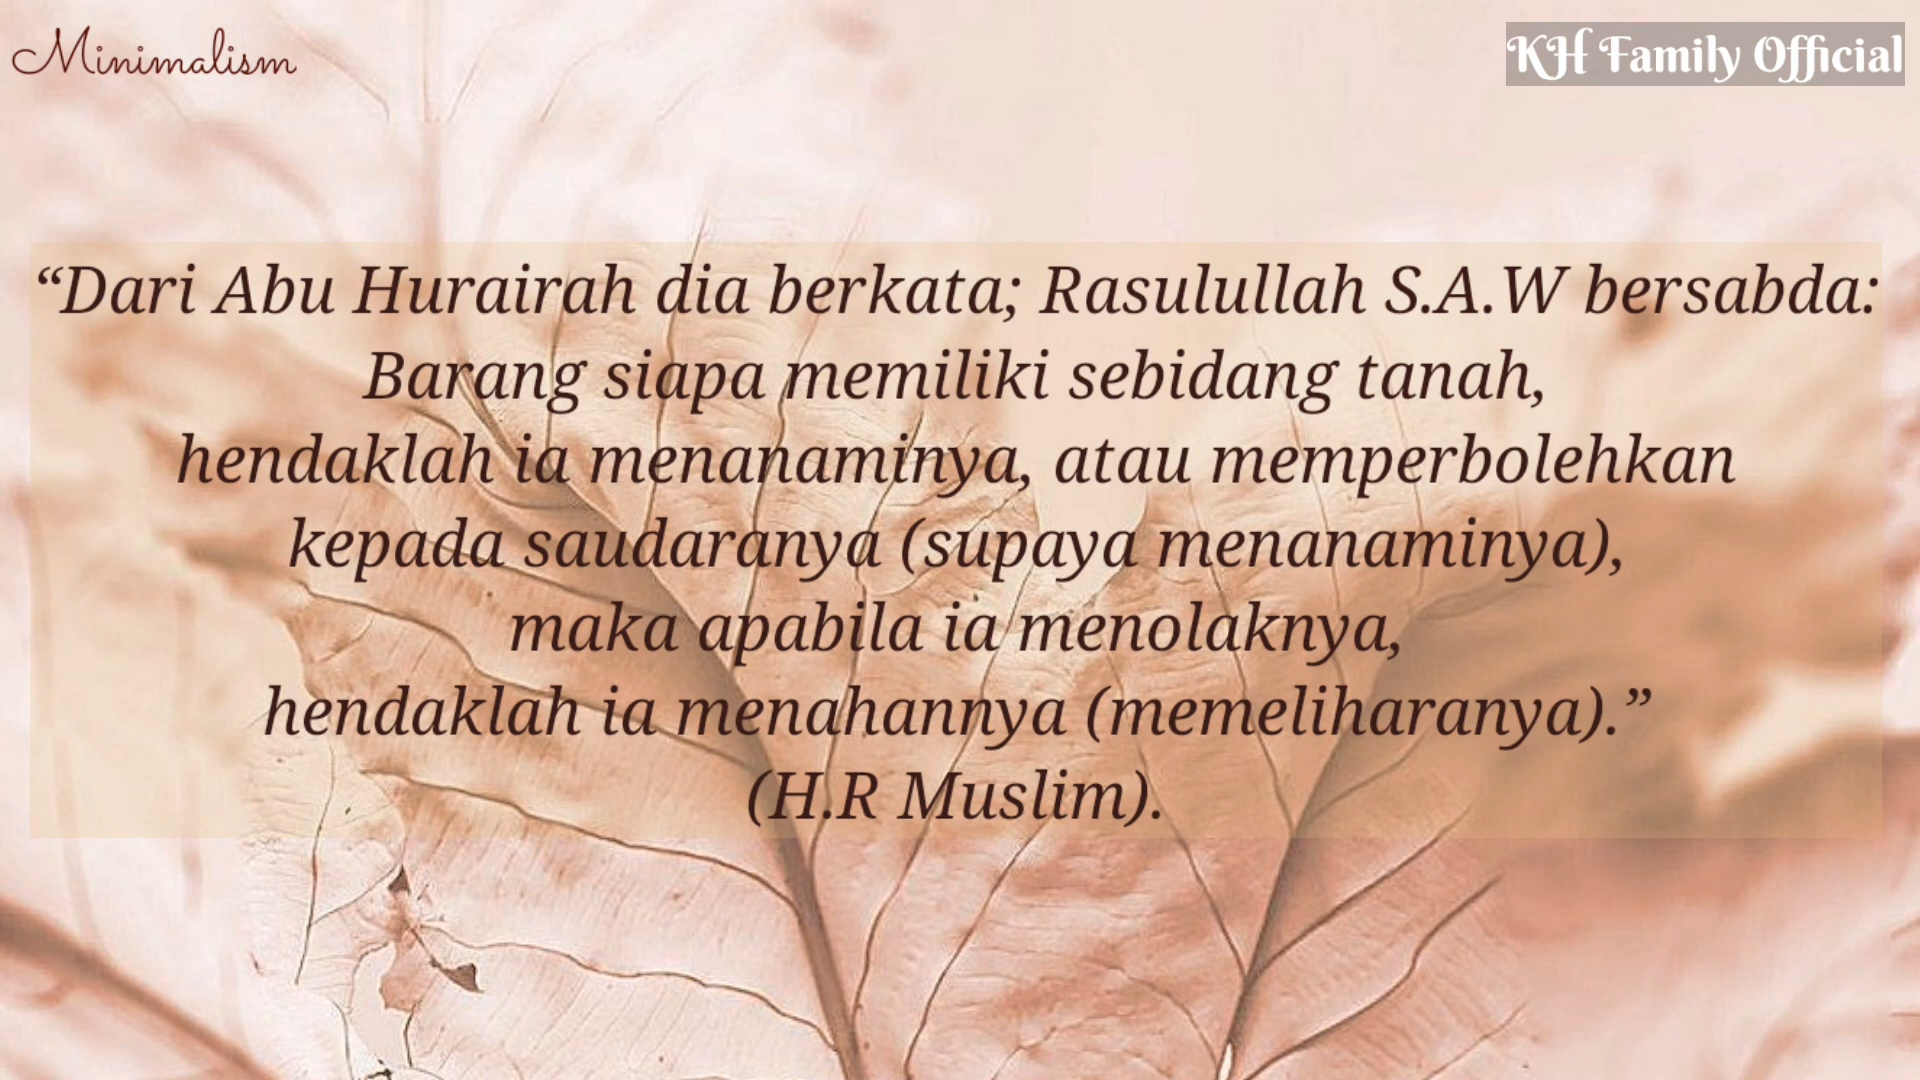 Minimalism
KH Family Official
“Dari Abu Hurairah dia berkata; Rasulullah S.A.W bersabda:
Barang siapa memiliki sebidang tanah,
hendaklah ia menanaminya, atau memperbolehkan
kepada saudaranya (supaya menanaminya),
maka apabila ia menolaknya,
hendaklah ia menahannya (memeliharanya).”
(H.R Muslim).